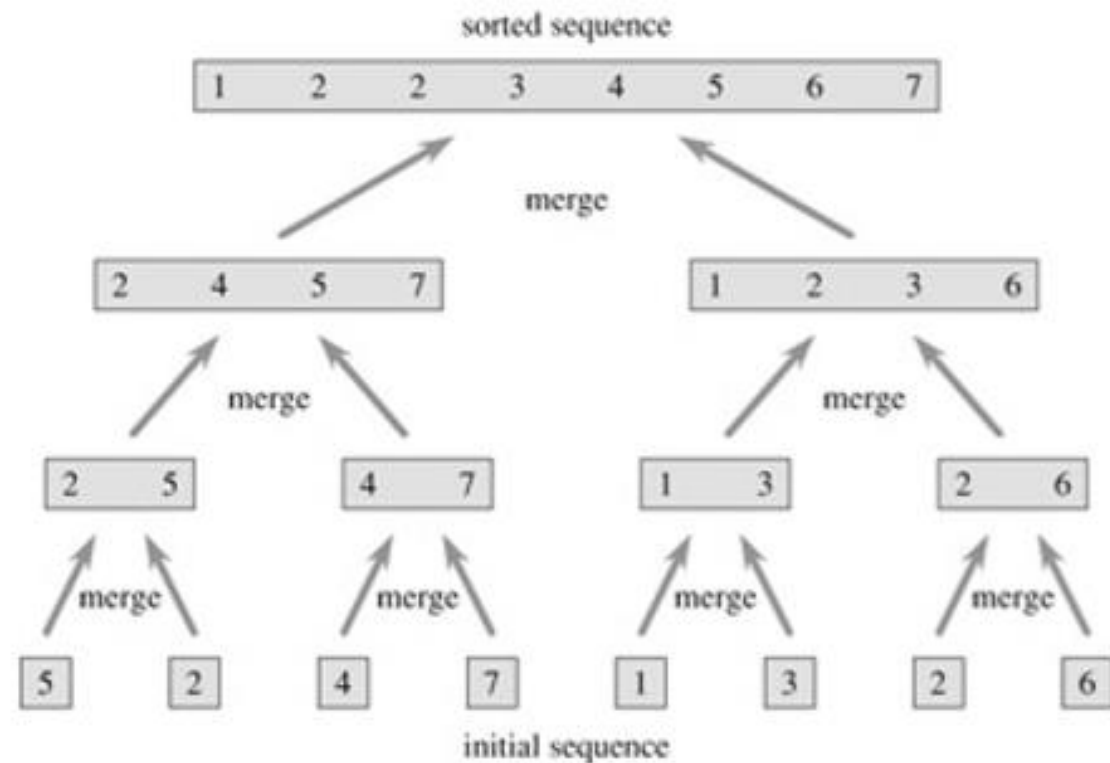 sorted sequence
1 2 2 3 4 5 6 7
merge
2 4 5 7 1 2 3 6
merge merge
2 5 4 7 1 3 2 6
merge merge merge merge
5 2 4 7 1 3 2 6
initial sequence